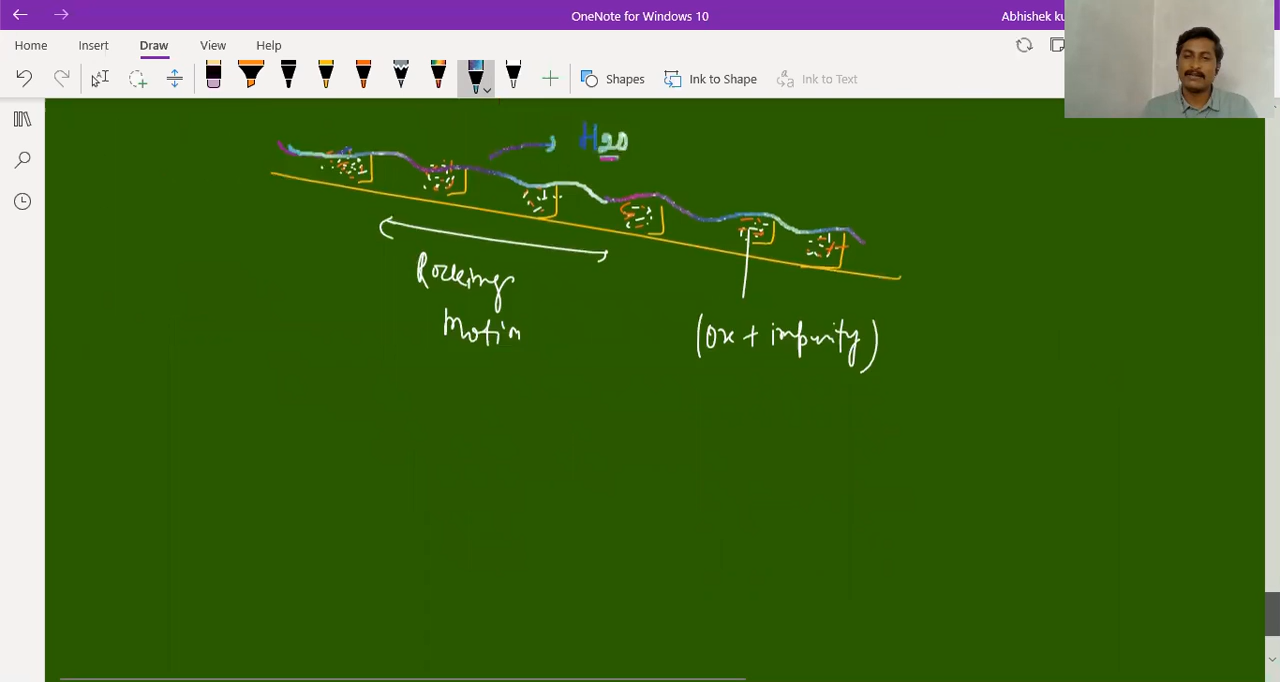 OneNote for Windows 10
Abhishek ku
Home Insert Draw View Help
Shapes Ink to Shape Ink to Text
H2O
Rocking
Motion
(Ox + impurity)